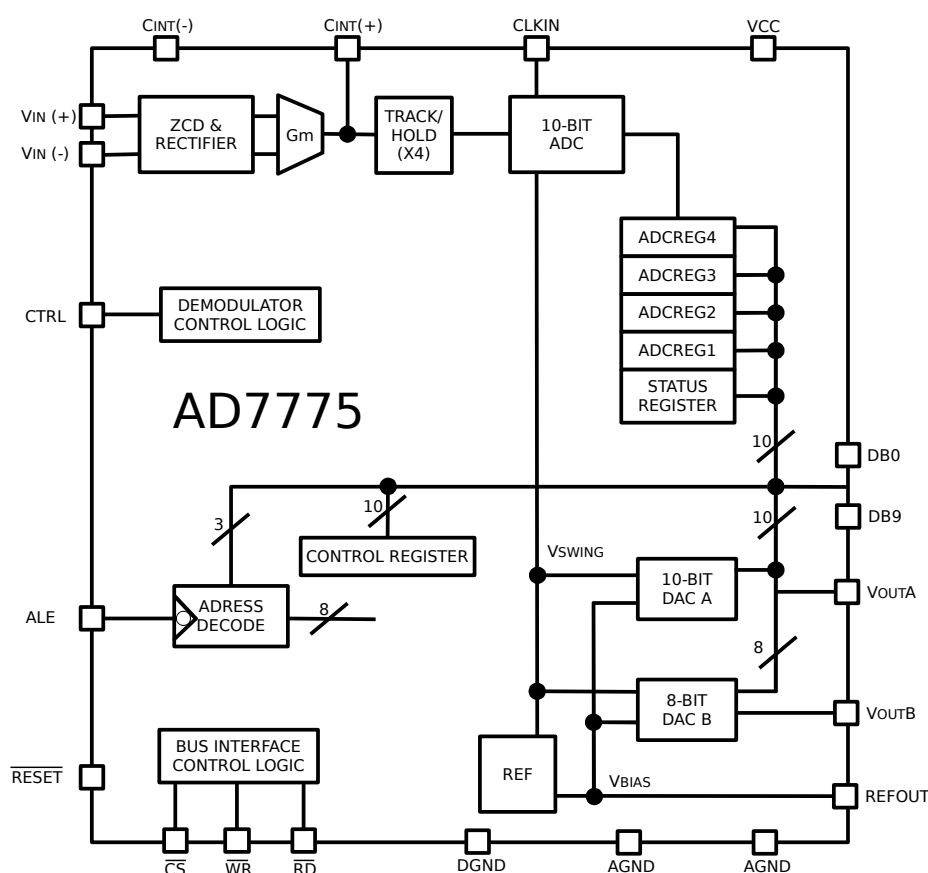 CINT(-)
CINT(+)
CLKIN
VCC
VIN (+)
VIN (-)
ZCD &
RECTIFIER
Gm
TRACK/
HOLD
(X4)
10-BIT
ADC
ADCREG4
ADCREG3
ADCREG2
ADCREG1
STATUS
REGISTER
CTRL
DEMODULATOR
CONTROL LOGIC
AD7775
10
DB0
DB9
3
10
10
CONTROL REGISTER
VSWING
10-BIT
DAC A
VOUTA
ALE
ADRESS
DECODE
8
8
8-BIT
DAC B
VOUTB
BUS INTERFACE
CONTROL LOGIC
RESET
REF
VBIAS
REFOUT
CS
WR
RD
DGND
AGND
AGND